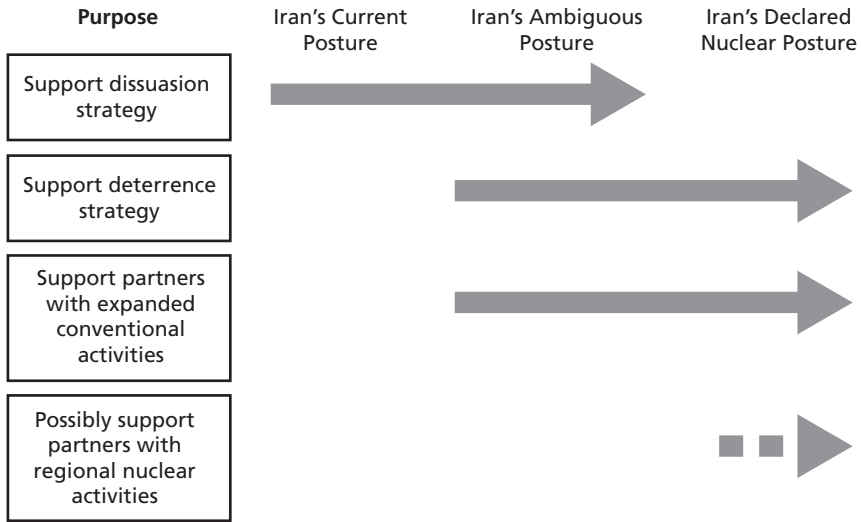 Purpose
Iran's Current
Posture
Iran's Ambiguous
Posture
Iran's Declared
Nuclear Posture
Support dissuasion
strategy
Support deterrence
strategy
Support partners
with expanded
conventional
activities
Possibly support
partners with
regional nuclear
activities